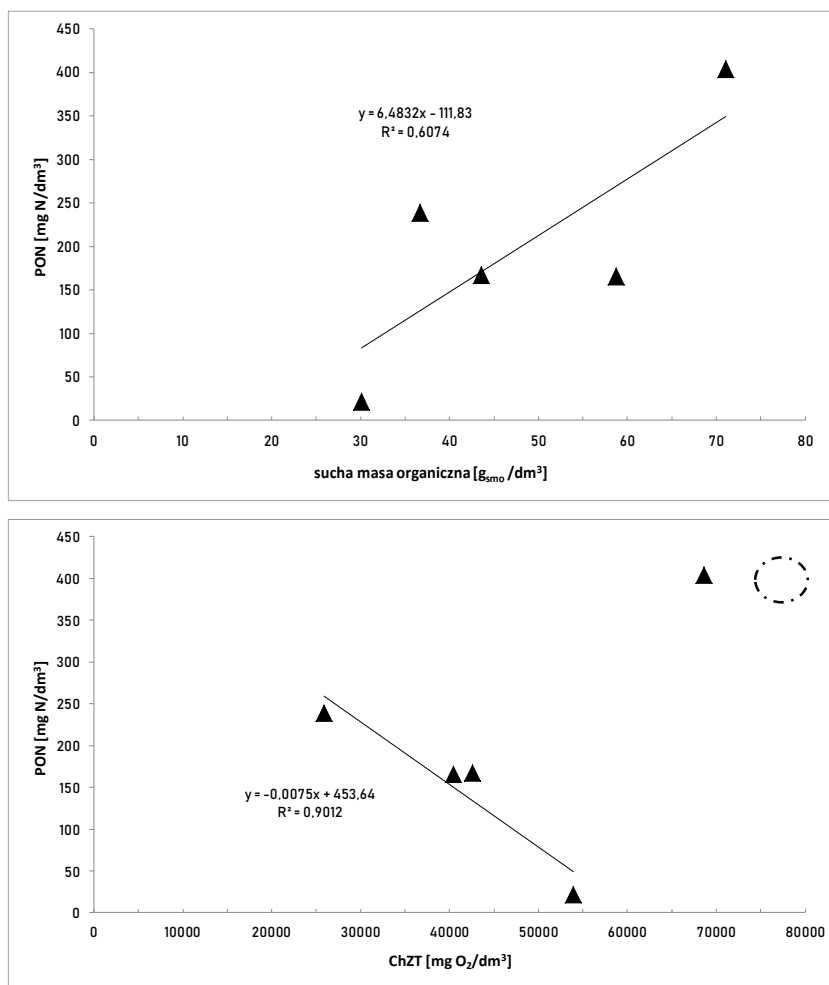 PON [mg N/dm³]
450
400
350
300
250
200
150
100
50
0
y = 6,4832x – 111,83
R² = 0,6074
0 10 20 30 40 50 60 70 80
sucha masa organiczna [gsmo /dm³]
PON [mg N/dm³]
450
400
350
300
250
200
150
100
50
0
y = –0,0075x + 453,64
R² = 0,9012
0 10000 20000 30000 40000 50000 60000 70000 80000
ChZT [mg O₂/dm³]